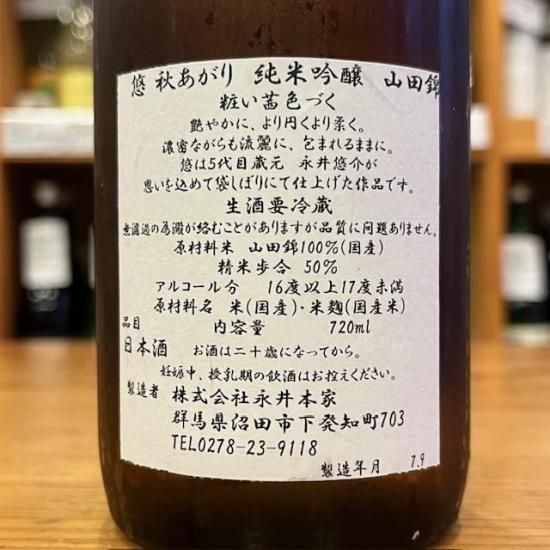 悠 秋あがり 純米吟醸 山田錦
粧い茜色づく
艶やかに、より円くより柔く。
濃密ながらも流麗に、包まれるままに。
悠は5代目蔵元 永井悠介が
思いを込めて袋しぼりにて仕上げた作品です。
生酒要冷蔵
無濾過の為澱が絡むことがありますが品質に問題ありません。
原材料米 山田錦100%(国産)
精米歩合 50%
アルコール分 16度以上17度未満
原材料名 米(国産)・米麹(国産米)
内容量 720ml
品目
日本酒 お酒は二十歳になってから。
妊娠中、授乳期の飲酒はお控えください。
製造者 株式会社永井本家
群馬県沼田市下発知町703
TEL0278-23-9118
製造年月 7.9